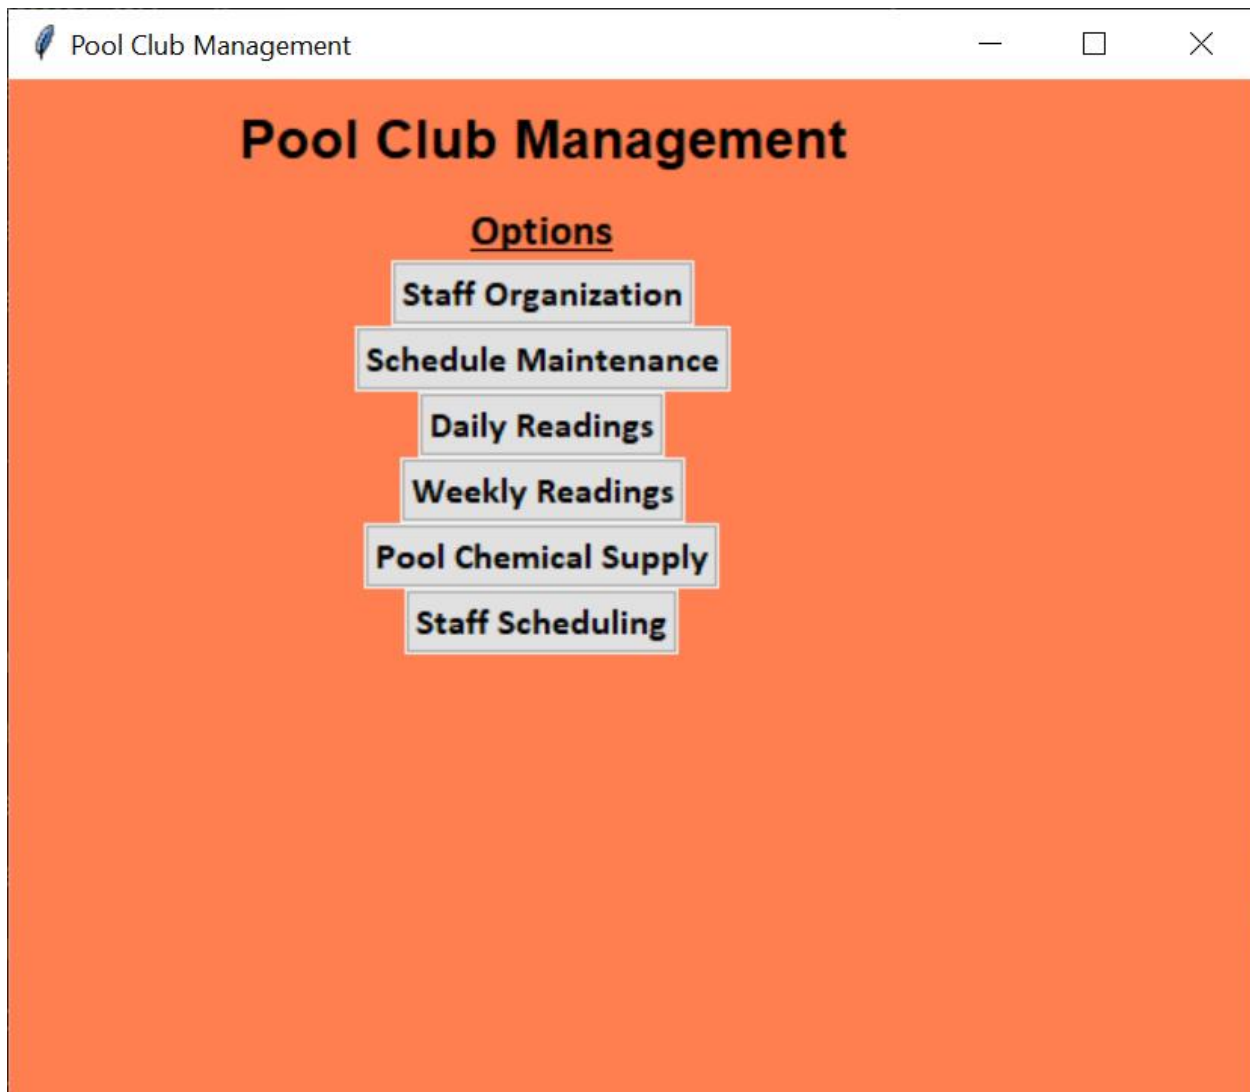 Pool Club Management
Pool Club Management
Options
Staff Organization
Schedule Maintenance
Daily Readings
Weekly Readings
Pool Chemical Supply
Staff Scheduling